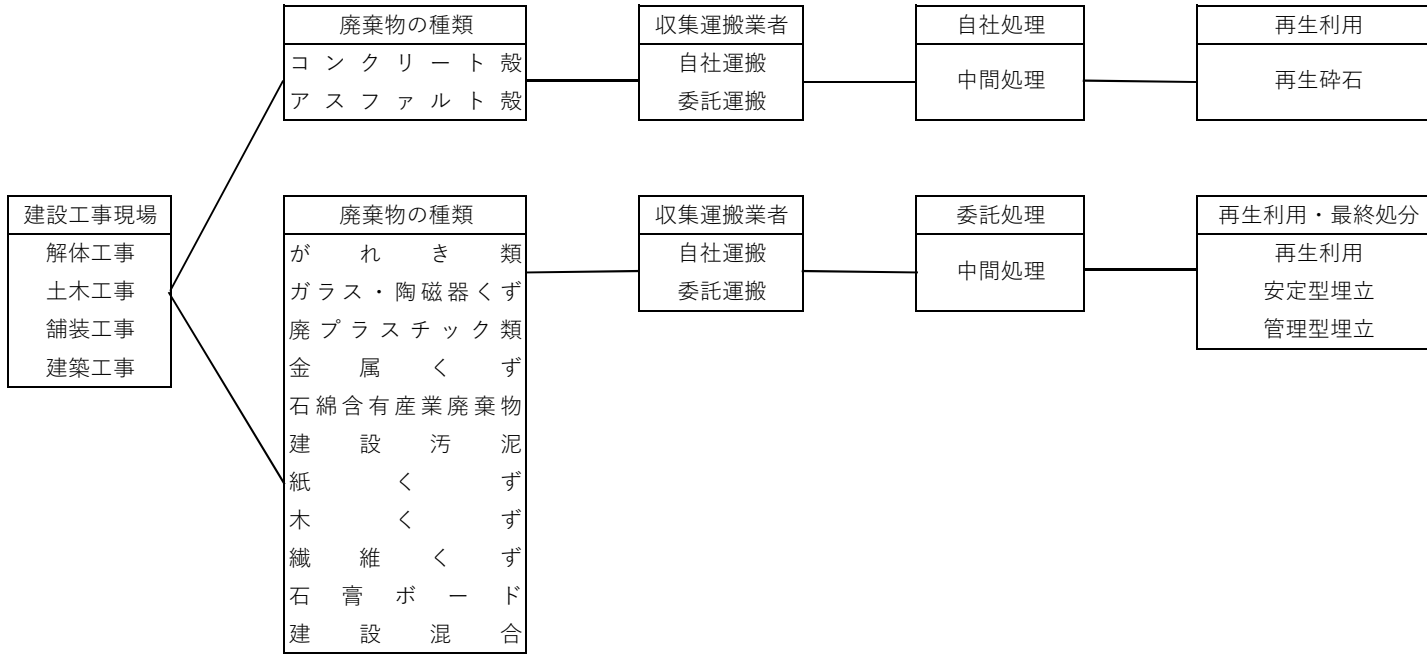 廃棄物の種類
コンクリート殻
アスファルト殻
収集運搬業者
自社運搬
委託運搬
自社処理
中間処理
再生利用
再生砕石
建設工事現場
解体工事
土木工事
舗装工事
建築工事
廃棄物の種類
がれき類
ガラス・陶磁器くず
廃プラスチック類
金属くず
石綿含有産業廃棄物
建設汚泥
紙くず
木くず
繊維くず
石膏ボード
建設混合
収集運搬業者
自社運搬
委託運搬
委託処理
中間処理
再生利用・最終処分
再生利用
安定型埋立
管理型埋立